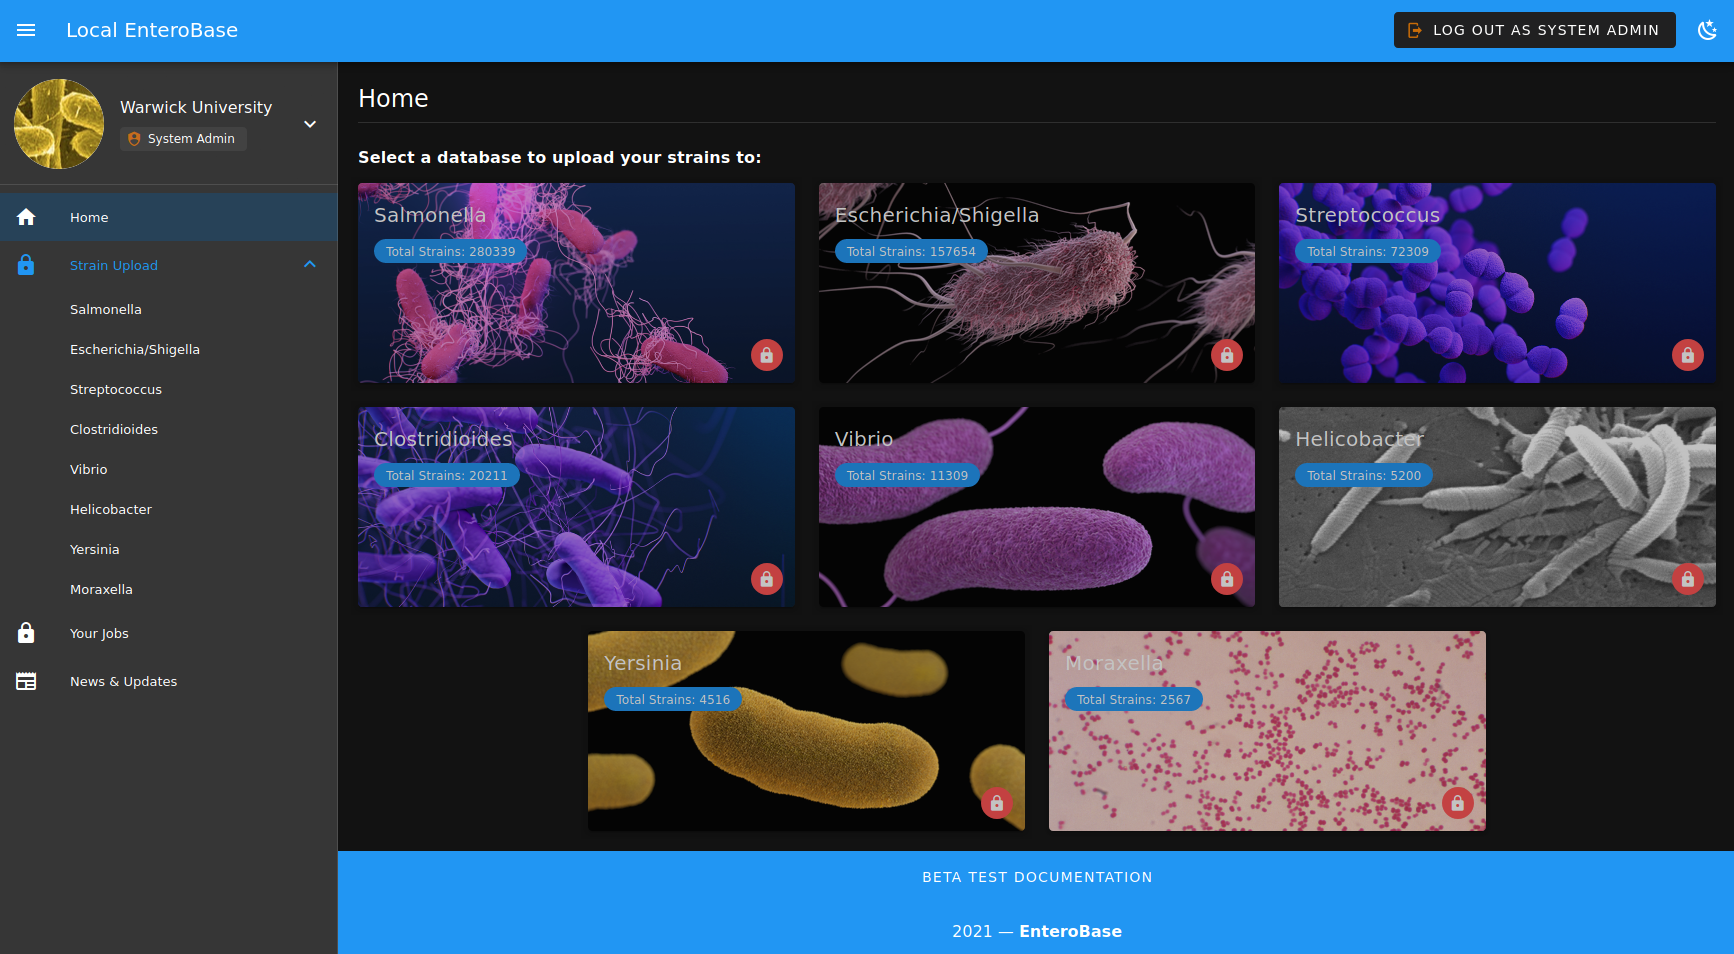 Local EnteroBase
LOG OUT AS SYSTEM ADMIN
Warwick University
System Admin
Home
Strain Upload
Salmonella
Escherichia/Shigella
Streptococcus
Clostridioides
Vibrio
Helicobacter
Yersinia
Moraxella
Your Jobs
News & Updates
Home
Select a database to upload your strains to:
Salmonella
Total Strains: 280339
Escherichia/Shigella
Total Strains: 157654
Streptococcus
Total Strains: 72309
Clostridioides
Total Strains: 20211
Vibrio
Total Strains: 11309
Helicobacter
Total Strains: 5200
Yersinia
Total Strains: 4516
Moraxella
Total Strains: 2567
BETA TEST DOCUMENTATION
2021 — EnteroBase